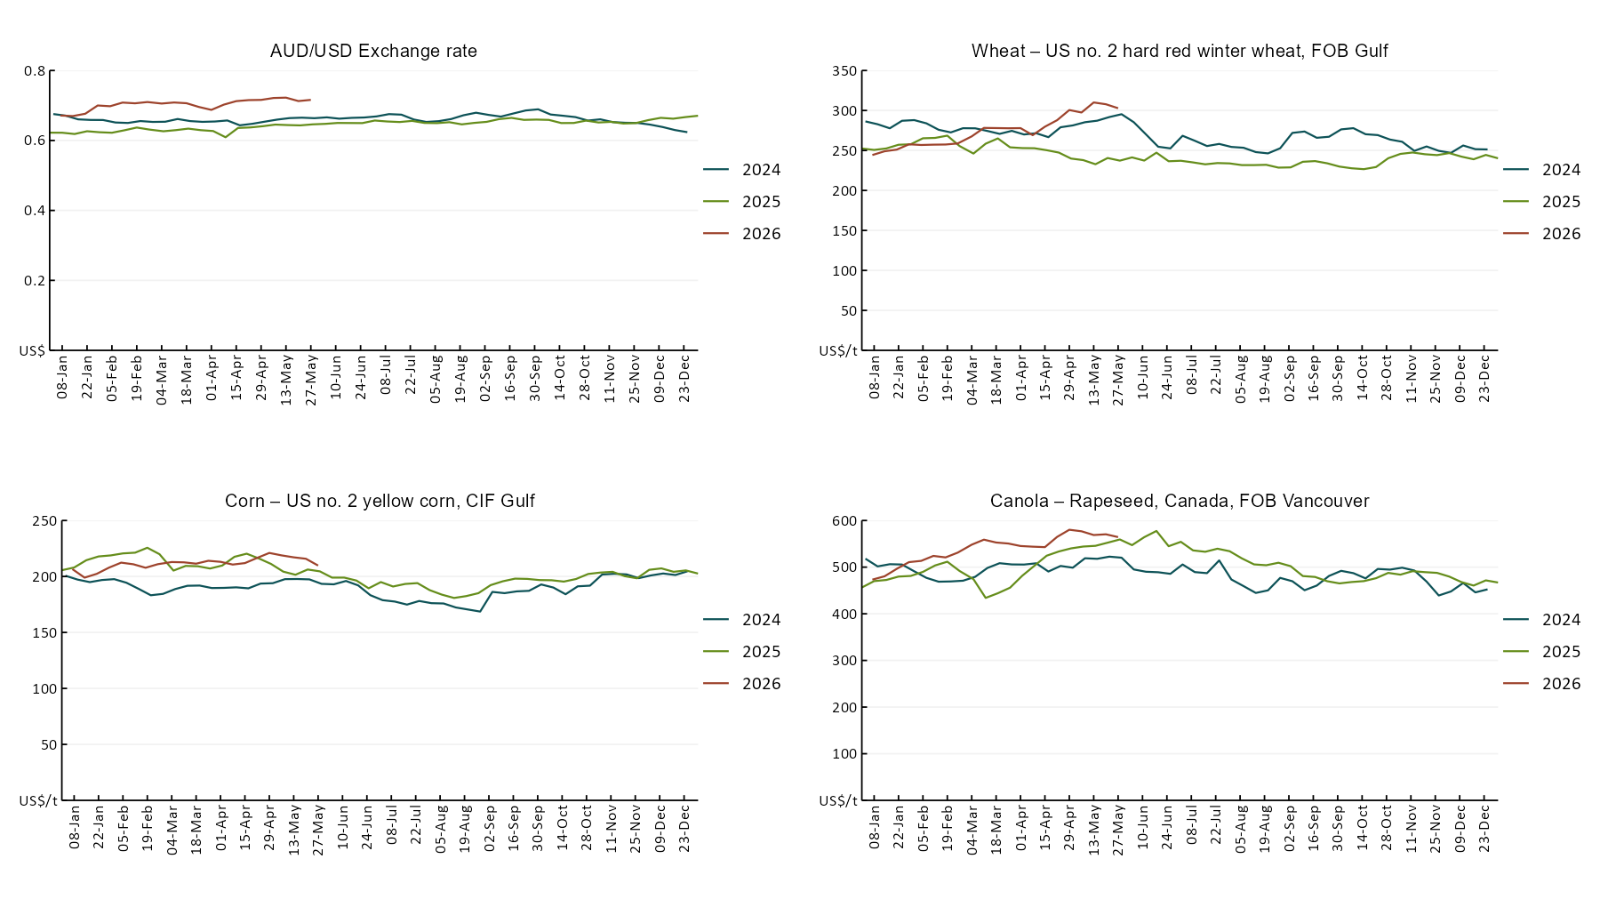 AUD/USD Exchange rate
0.8
0.6
0.4
0.2
US$
08-Jan
22-Jan
05-Feb
19-Feb
04-Mar
18-Mar
01-Apr
15-Apr
29-Apr
13-May
27-May
10-Jun
24-Jun
08-Jul
22-Jul
05-Aug
19-Aug
02-Sep
16-Sep
30-Sep
14-Oct
28-Oct
11-Nov
25-Nov
09-Dec
23-Dec
2024
2025
2026
Wheat – US no. 2 hard red winter wheat, FOB Gulf
350
300
250
200
150
100
50
US$/t
08-Jan
22-Jan
05-Feb
19-Feb
04-Mar
18-Mar
01-Apr
15-Apr
29-Apr
13-May
27-May
10-Jun
24-Jun
08-Jul
22-Jul
05-Aug
19-Aug
02-Sep
16-Sep
30-Sep
14-Oct
28-Oct
11-Nov
25-Nov
09-Dec
23-Dec
2024
2025
2026
Corn – US no. 2 yellow corn, CIF Gulf
250
200
150
100
50
US$/t
08-Jan
22-Jan
05-Feb
19-Feb
04-Mar
18-Mar
01-Apr
15-Apr
29-Apr
13-May
27-May
10-Jun
24-Jun
08-Jul
22-Jul
05-Aug
19-Aug
02-Sep
16-Sep
30-Sep
14-Oct
28-Oct
11-Nov
25-Nov
09-Dec
23-Dec
2024
2025
2026
Canola – Rapeseed, Canada, FOB Vancouver
600
500
400
300
200
100
US$/t
08-Jan
22-Jan
05-Feb
19-Feb
04-Mar
18-Mar
01-Apr
15-Apr
29-Apr
13-May
27-May
10-Jun
24-Jun
08-Jul
22-Jul
05-Aug
19-Aug
02-Sep
16-Sep
30-Sep
14-Oct
28-Oct
11-Nov
25-Nov
09-Dec
23-Dec
2024
2025
2026